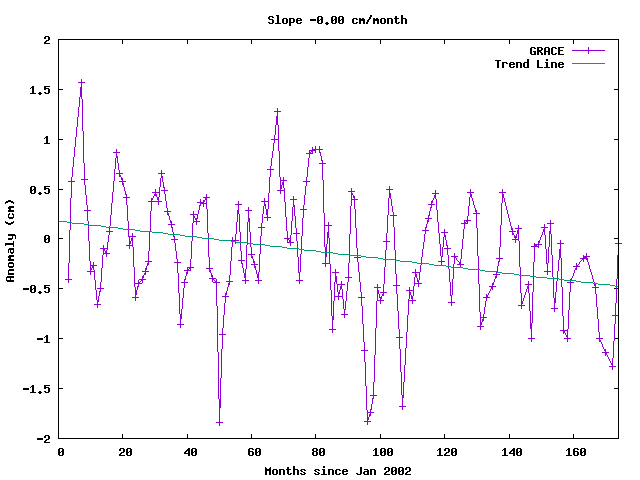 Slope -0.00 cm/month
2
1.5
1
0.5
0
-0.5
-1
-1.5
-2
Anomaly (cm)
GRACE
Trend Line
0 20 40 60 80 100 120 140 160
Months since Jan 2002